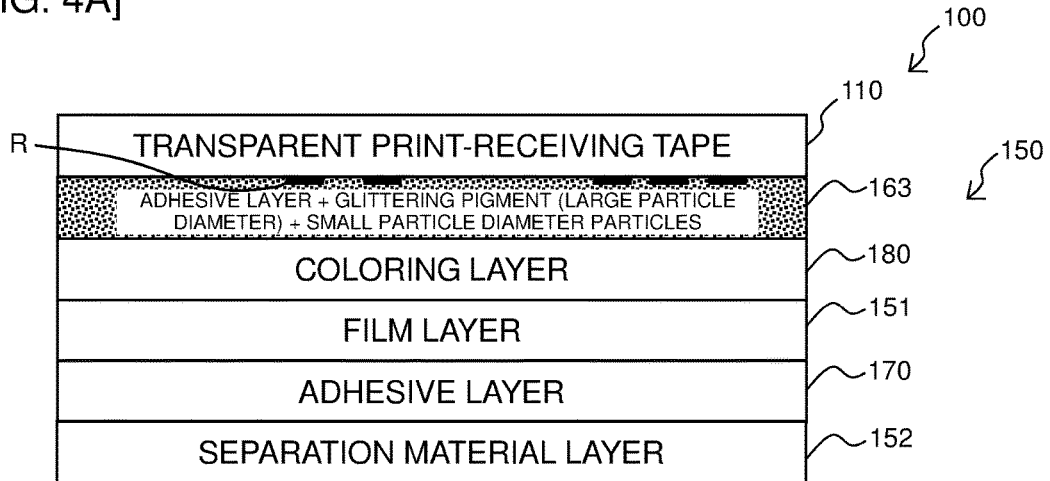 FIG. 4A]
100
110
TRANSPARENT PRINT-RECEIVING TAPE
R
150
163
ADHESIVE LAYER + GLITTERING PIGMENT (LARGE PARTICLE
DIAMETER) + SMALL PARTICLE DIAMETER PARTICLES
COLORING LAYER
180
FILM LAYER
151
ADHESIVE LAYER
170
SEPARATION MATERIAL LAYER
152